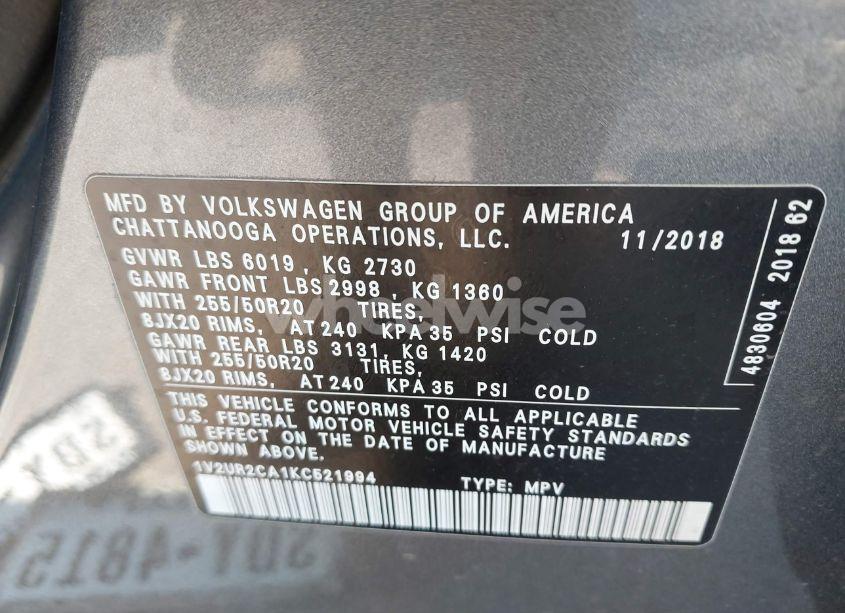 MFD BY VOLKSWAGEN GROUP OF AMERICA
CHATTANOOGA OPERATIONS, LLC. 11/2018
GVWR LBS 6019, KG 2730
GAWR FRONT LBS 2998, KG 1360
WITH 255/50R20 TIRES,
8JX20 RIMS, AT 240 KPA 35 PSI COLD
GAWR REAR LBS 3131, KG 1420
WITH 255/50R20 TIRES,
8JX20 RIMS, AT 240 KPA 35 PSI COLD
THIS VEHICLE CONFORMS TO ALL APPLICABLE
U.S. FEDERAL MOTOR VEHICLE SAFETY STANDARDS
IN EFFECT ON THE DATE OF MANUFACTURE
SHOWN ABOVE.
1V2UR2CA1KC521994 TYPE: MPV
4830604 2018 62
wheelwise